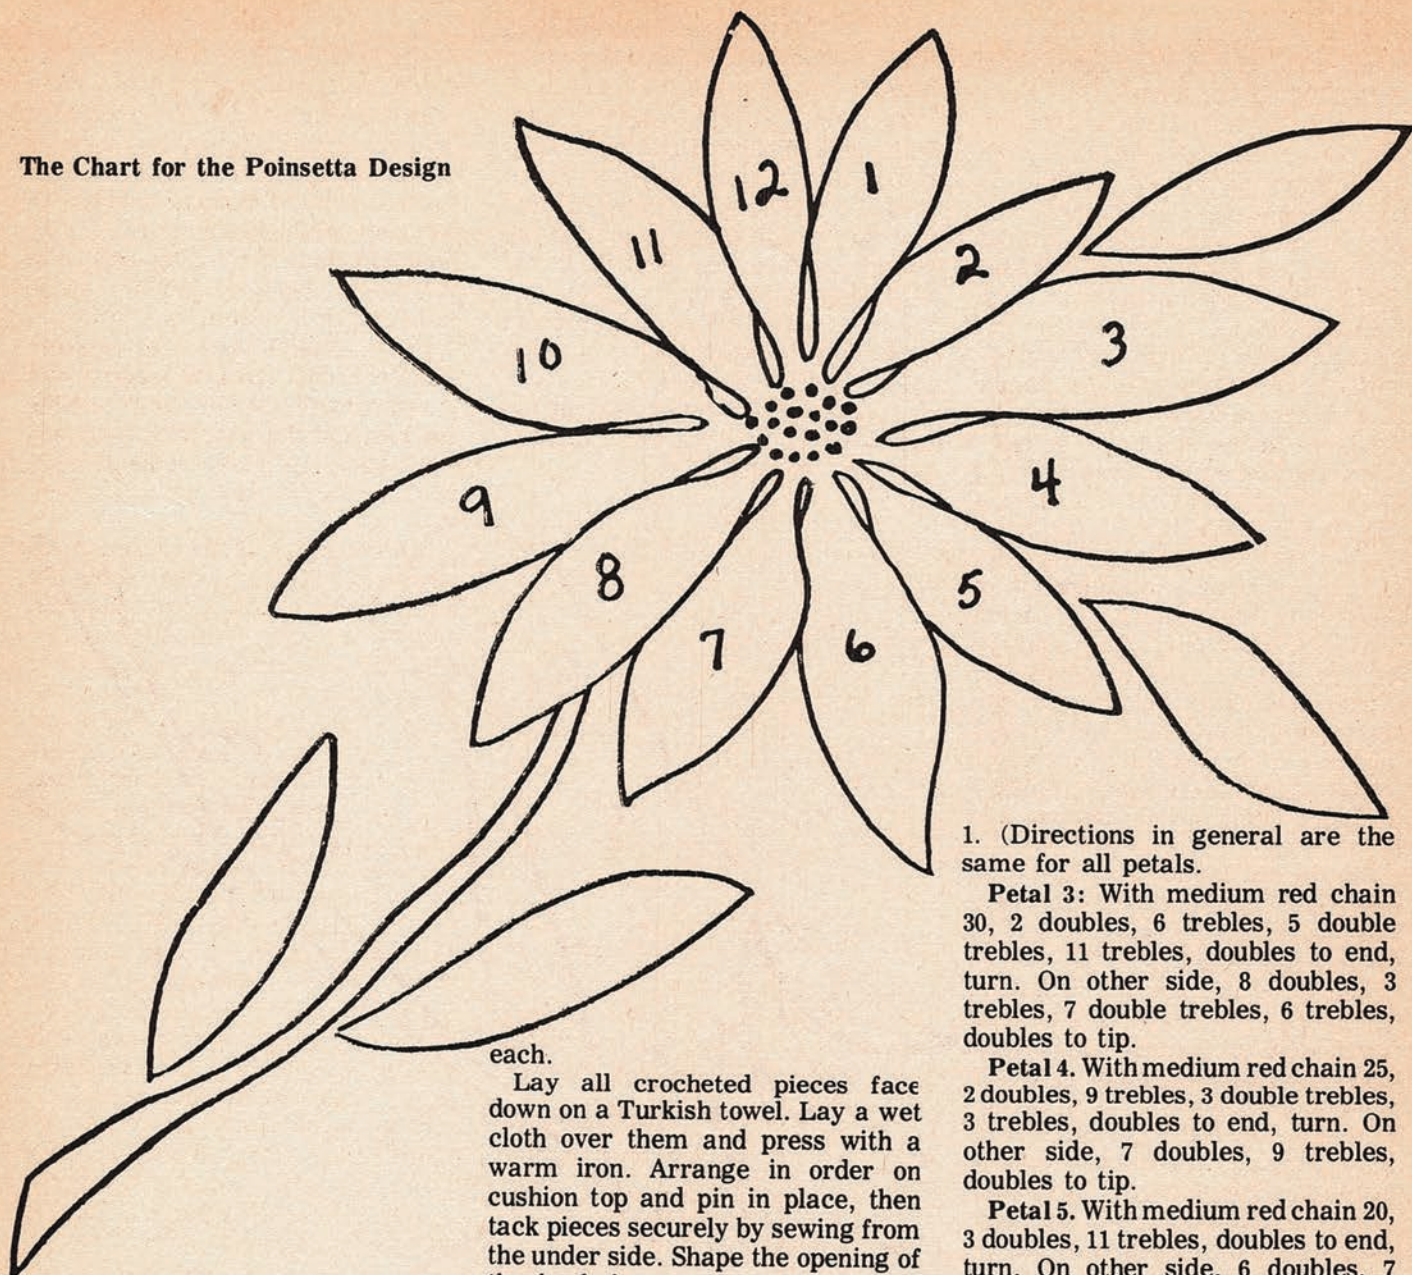 The Chart for the Poinsetta Design
12
1
11
2
10
3
9
4
8
5
7
6
each.
Lay all crocheted pieces face
down on a Turkish towel. Lay a wet
cloth over them and press with a
warm iron. Arrange in order on
cushion top and pin in place, then
tack pieces securely by sewing from
the under side. Shape the opening of
1. (Directions in general are the
same for all petals.
Petal 3: With medium red chain
30, 2 doubles, 6 trebles, 5 double
trebles, 11 trebles, doubles to end,
turn. On other side, 8 doubles, 3
trebles, 7 double trebles, 6 trebles,
doubles to tip.
Petal 4. With medium red chain 25,
2 doubles, 9 trebles, 3 double trebles,
3 trebles, doubles to end, turn. On
other side, 7 doubles, 9 trebles,
doubles to tip.
Petal 5. With medium red chain 20,
3 doubles, 11 trebles, doubles to end,
turn. On other side, 6 doubles, 7